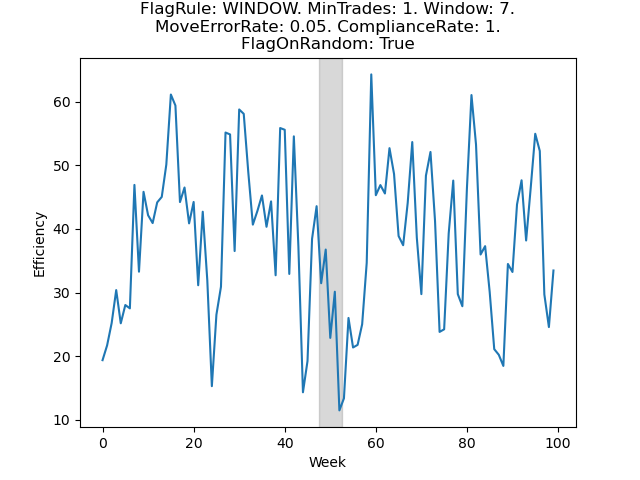 FlagRule: WINDOW. MinTrades: 1. Window: 7.
MoveErrorRate: 0.05. ComplianceRate: 1.
FlagOnRandom: True
60
50
40
30
20
10
Efficiency
0 20 40 60 80 100
Week